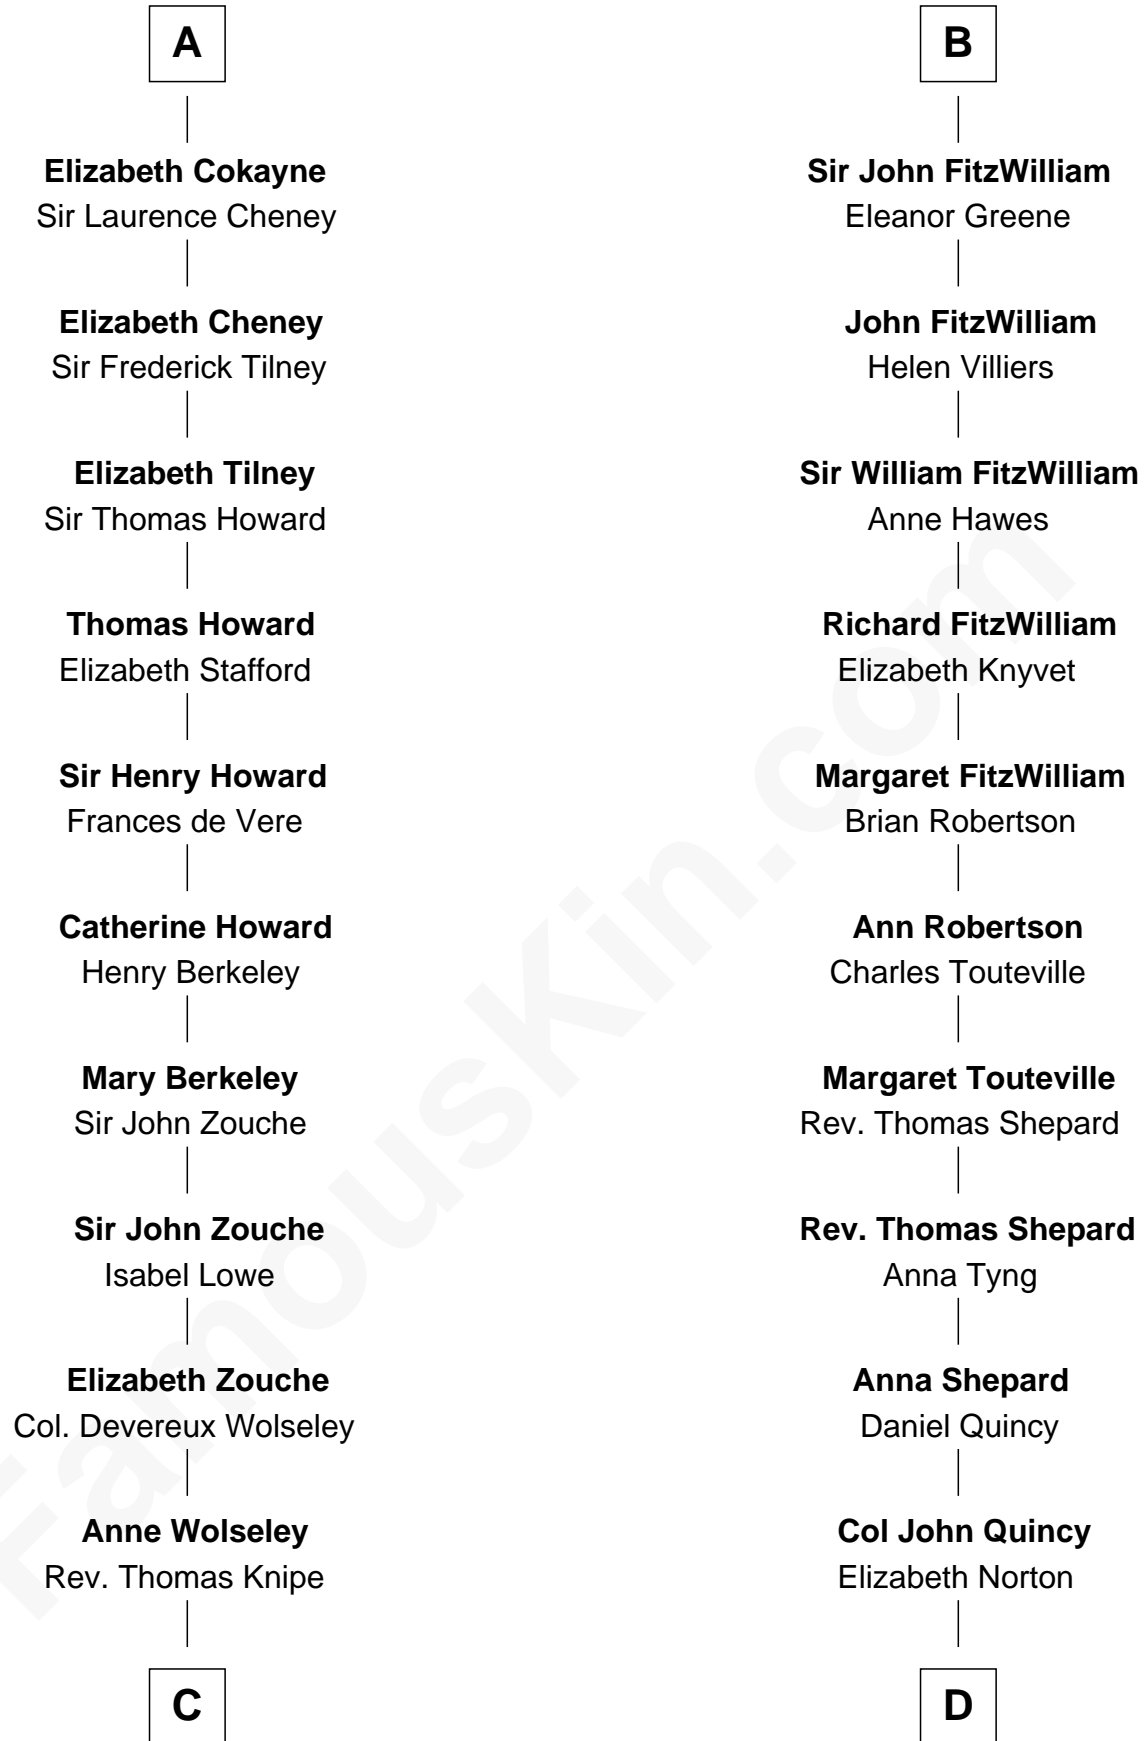 A
Elizabeth Cokayne
Sir Laurence Cheney
Elizabeth Cheney
Sir Frederick Tilney
Elizabeth Tilney
Sir Thomas Howard
Thomas Howard
Elizabeth Stafford
Sir Henry Howard
Frances de Vere
Catherine Howard
Henry Berkeley
Mary Berkeley
Sir John Zouche
Sir John Zouche
Isabel Lowe
Elizabeth Zouche
Col. Devereux Wolseley
Anne Wolseley
Rev. Thomas Knipe
C
B
Sir John FitzWilliam
Eleanor Greene
John FitzWilliam
Helen Villiers
Sir William FitzWilliam
Anne Hawes
Richard FitzWilliam
Elizabeth Knyvet
Margaret FitzWilliam
Brian Robertson
Ann Robertson
Charles Touteville
Margaret Touteville
Rev. Thomas Shepard
Rev. Thomas Shepard
Anna Tyng
Anna Shepard
Daniel Quincy
Col John Quincy
Elizabeth Norton
D
FamousKin.com